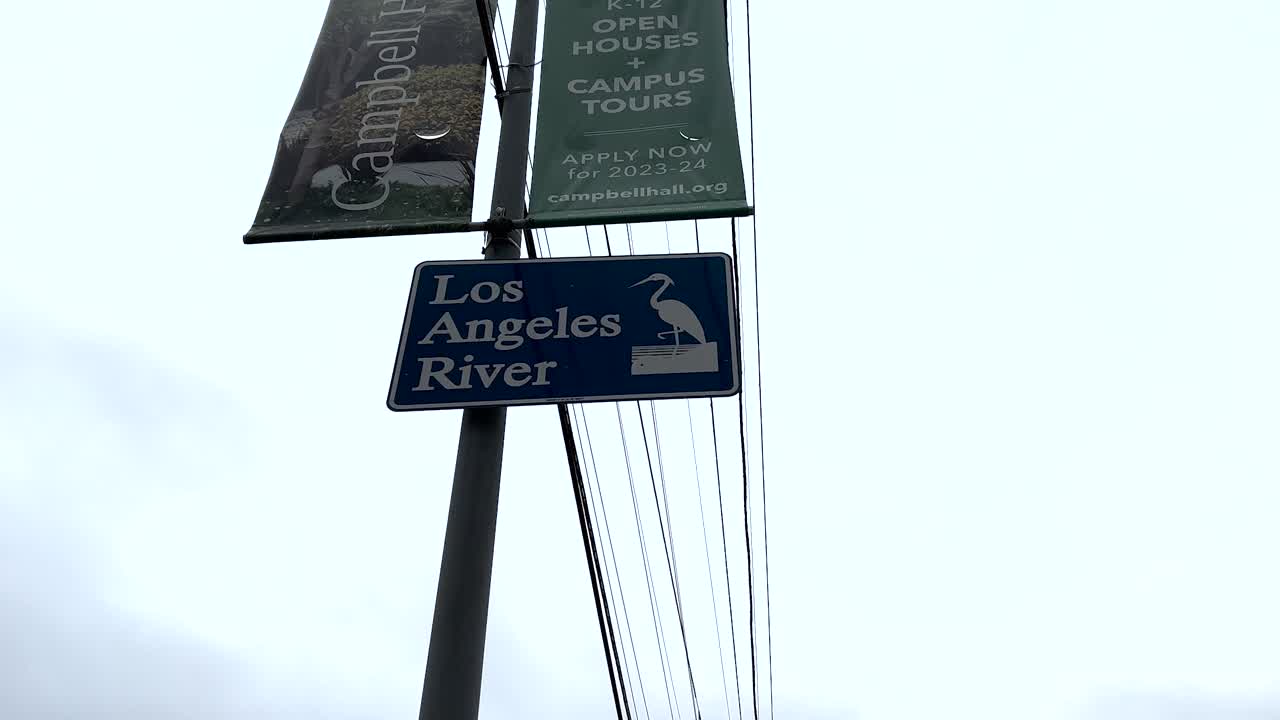 Campbell H
K-12
OPEN
HOUSES
+
CAMPUS
TOURS
APPLY NOW
for 2023-24
campbellhall.org
Los
Angeles
River